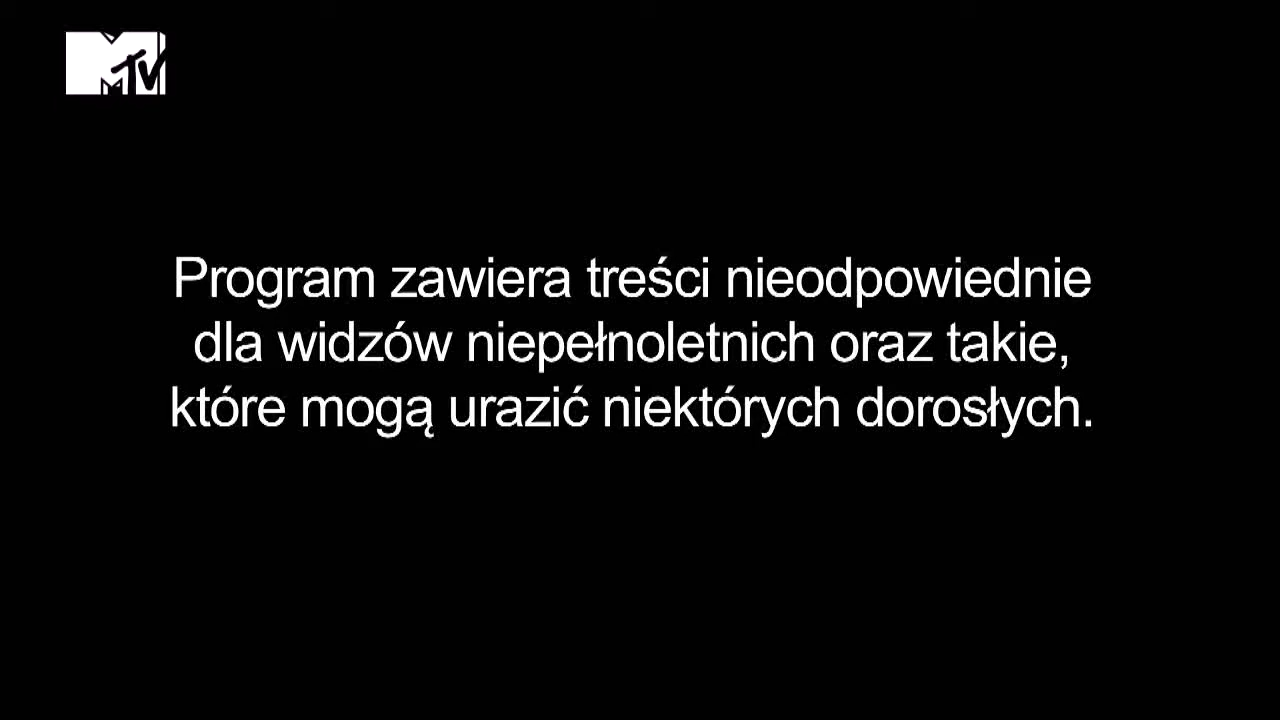 MTV
Program zawiera treści nieodpowiednie
dla widzów niepełnoletnich oraz takie,
które mogą urazić niektórych dorosłych.